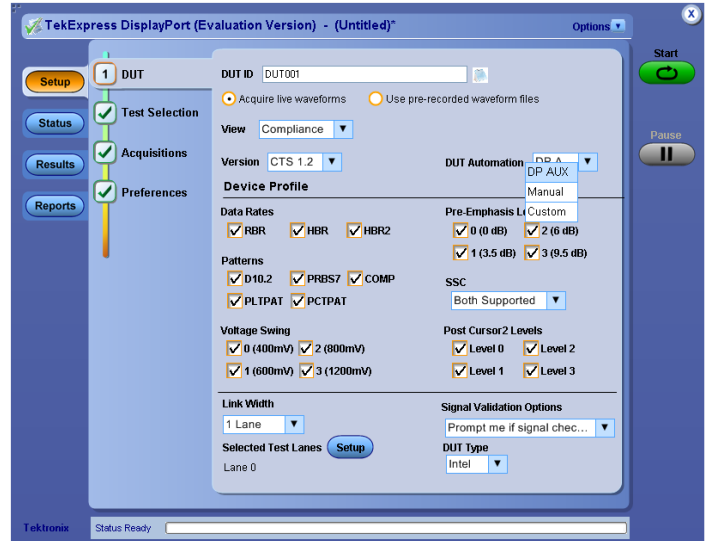 TekExpress DisplayPort (Evaluation Version) - (Untitled)*
Options
X
Start
Setup
Status
Results
Reports
1 DUT
Test Selection
Acquisitions
Preferences
DUT ID DUT001
Acquire live waveforms Use pre-recorded waveform files
View Compliance
Version CTS 1.2 DUT Automation
DP AUX
Manual
Custom
Pause
Device Profile
Data Rates
RBR HBR HBR2
Pre-Emphasis
0 (0 dB) 2 (6 dB)
1 (3.5 dB) 3 (9.5 dB)
Patterns
D10.2 PRBS7 COMP
PLTPAT PCTPAT
SSC
Both Supported
Voltage Swing
0 (400mV) 2 (800mV)
1 (600mV) 3 (1200mV)
Post Cursor2 Levels
Level 0 Level 2
Level 1 Level 3
Link Width
1 Lane
Selected Test Lanes Setup
Lane 0
Signal Validation Options
Prompt me if signal chec...
DUT Type
Intel
Tektronix
Status Ready